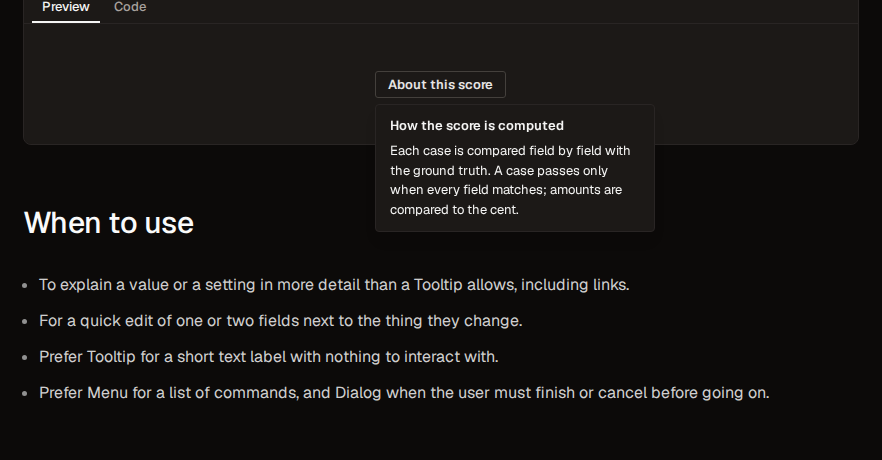 Preview Code
About this score
How the score is computed
Each case is compared field by field with
the ground truth. A case passes only
when every field matches; amounts are
compared to the cent.
When to use
To explain a value or a setting in more detail than a Tooltip allows, including links.
For a quick edit of one or two fields next to the thing they change.
Prefer Tooltip for a short text label with nothing to interact with.
Prefer Menu for a list of commands, and Dialog when the user must finish or cancel before going on.